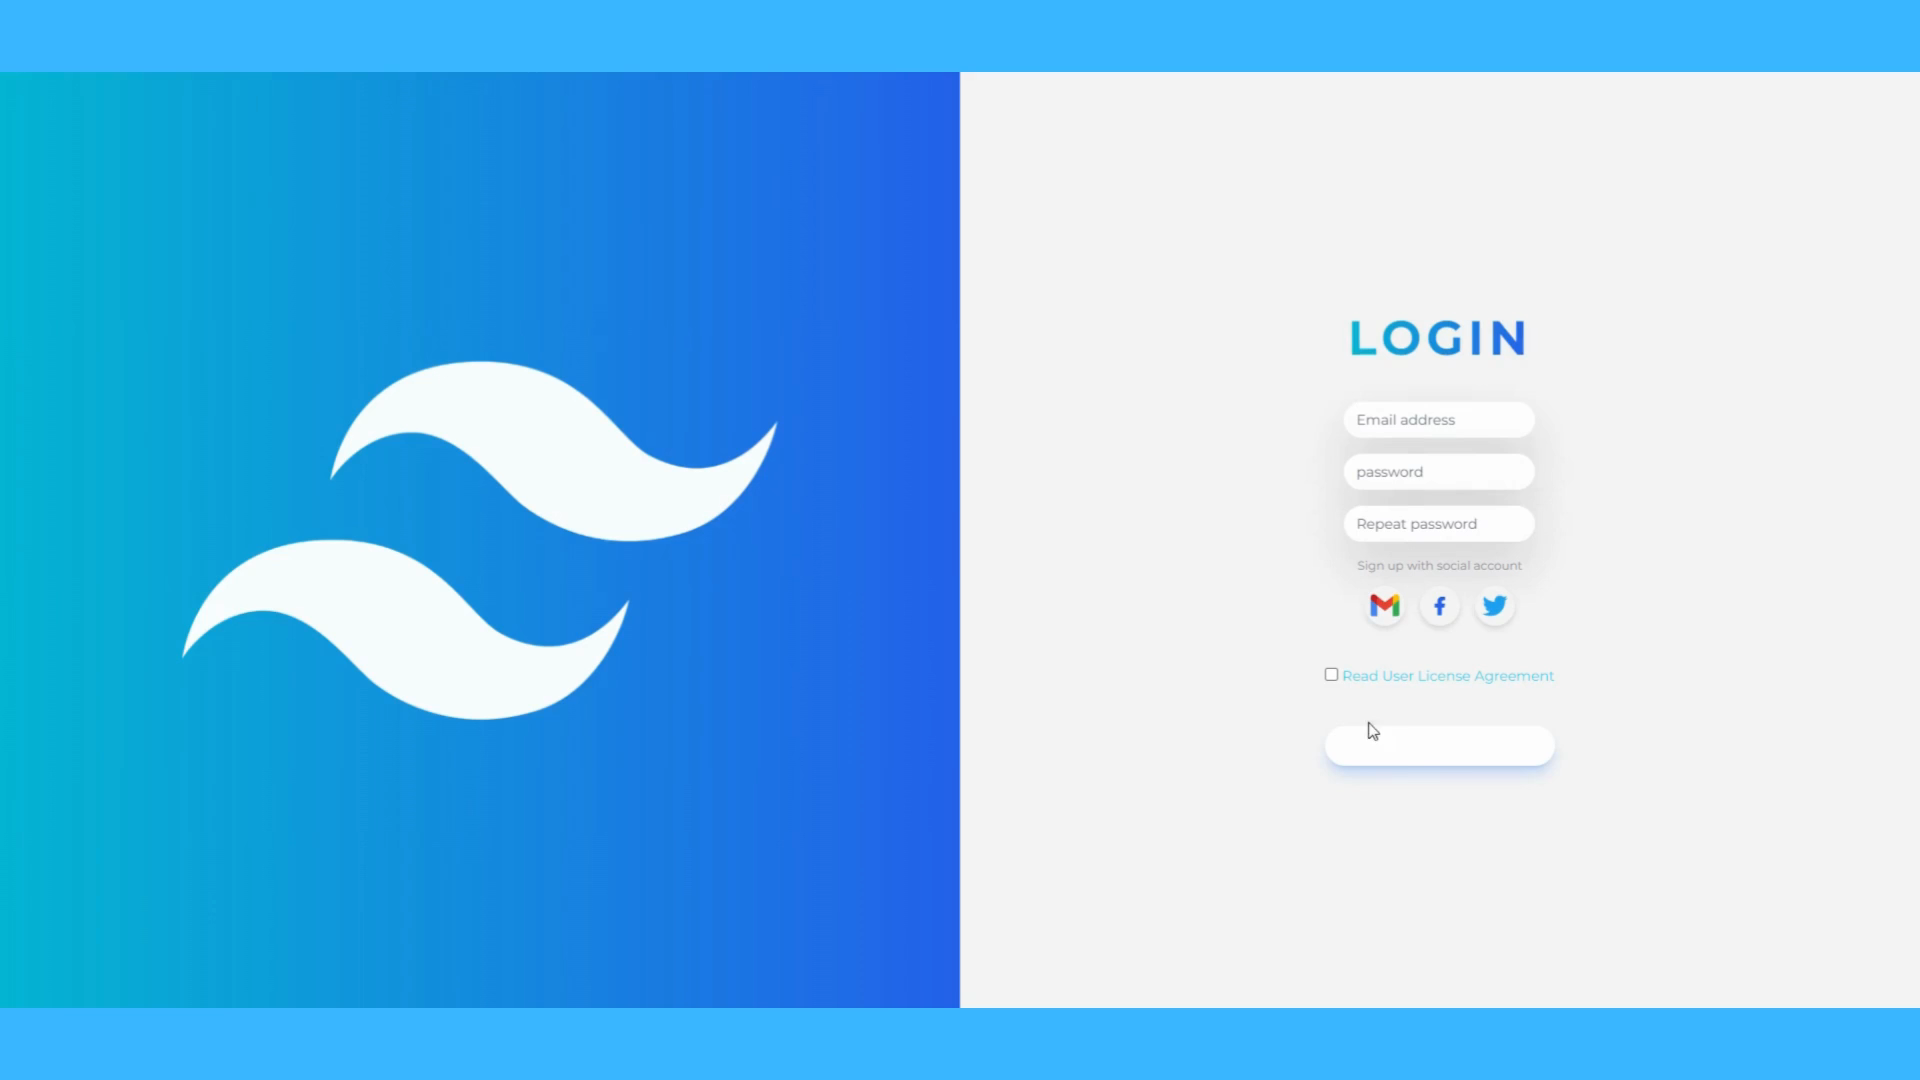 LOGIN
Email address
password
Repeat password
Sign up with social account
Read User License Agreement